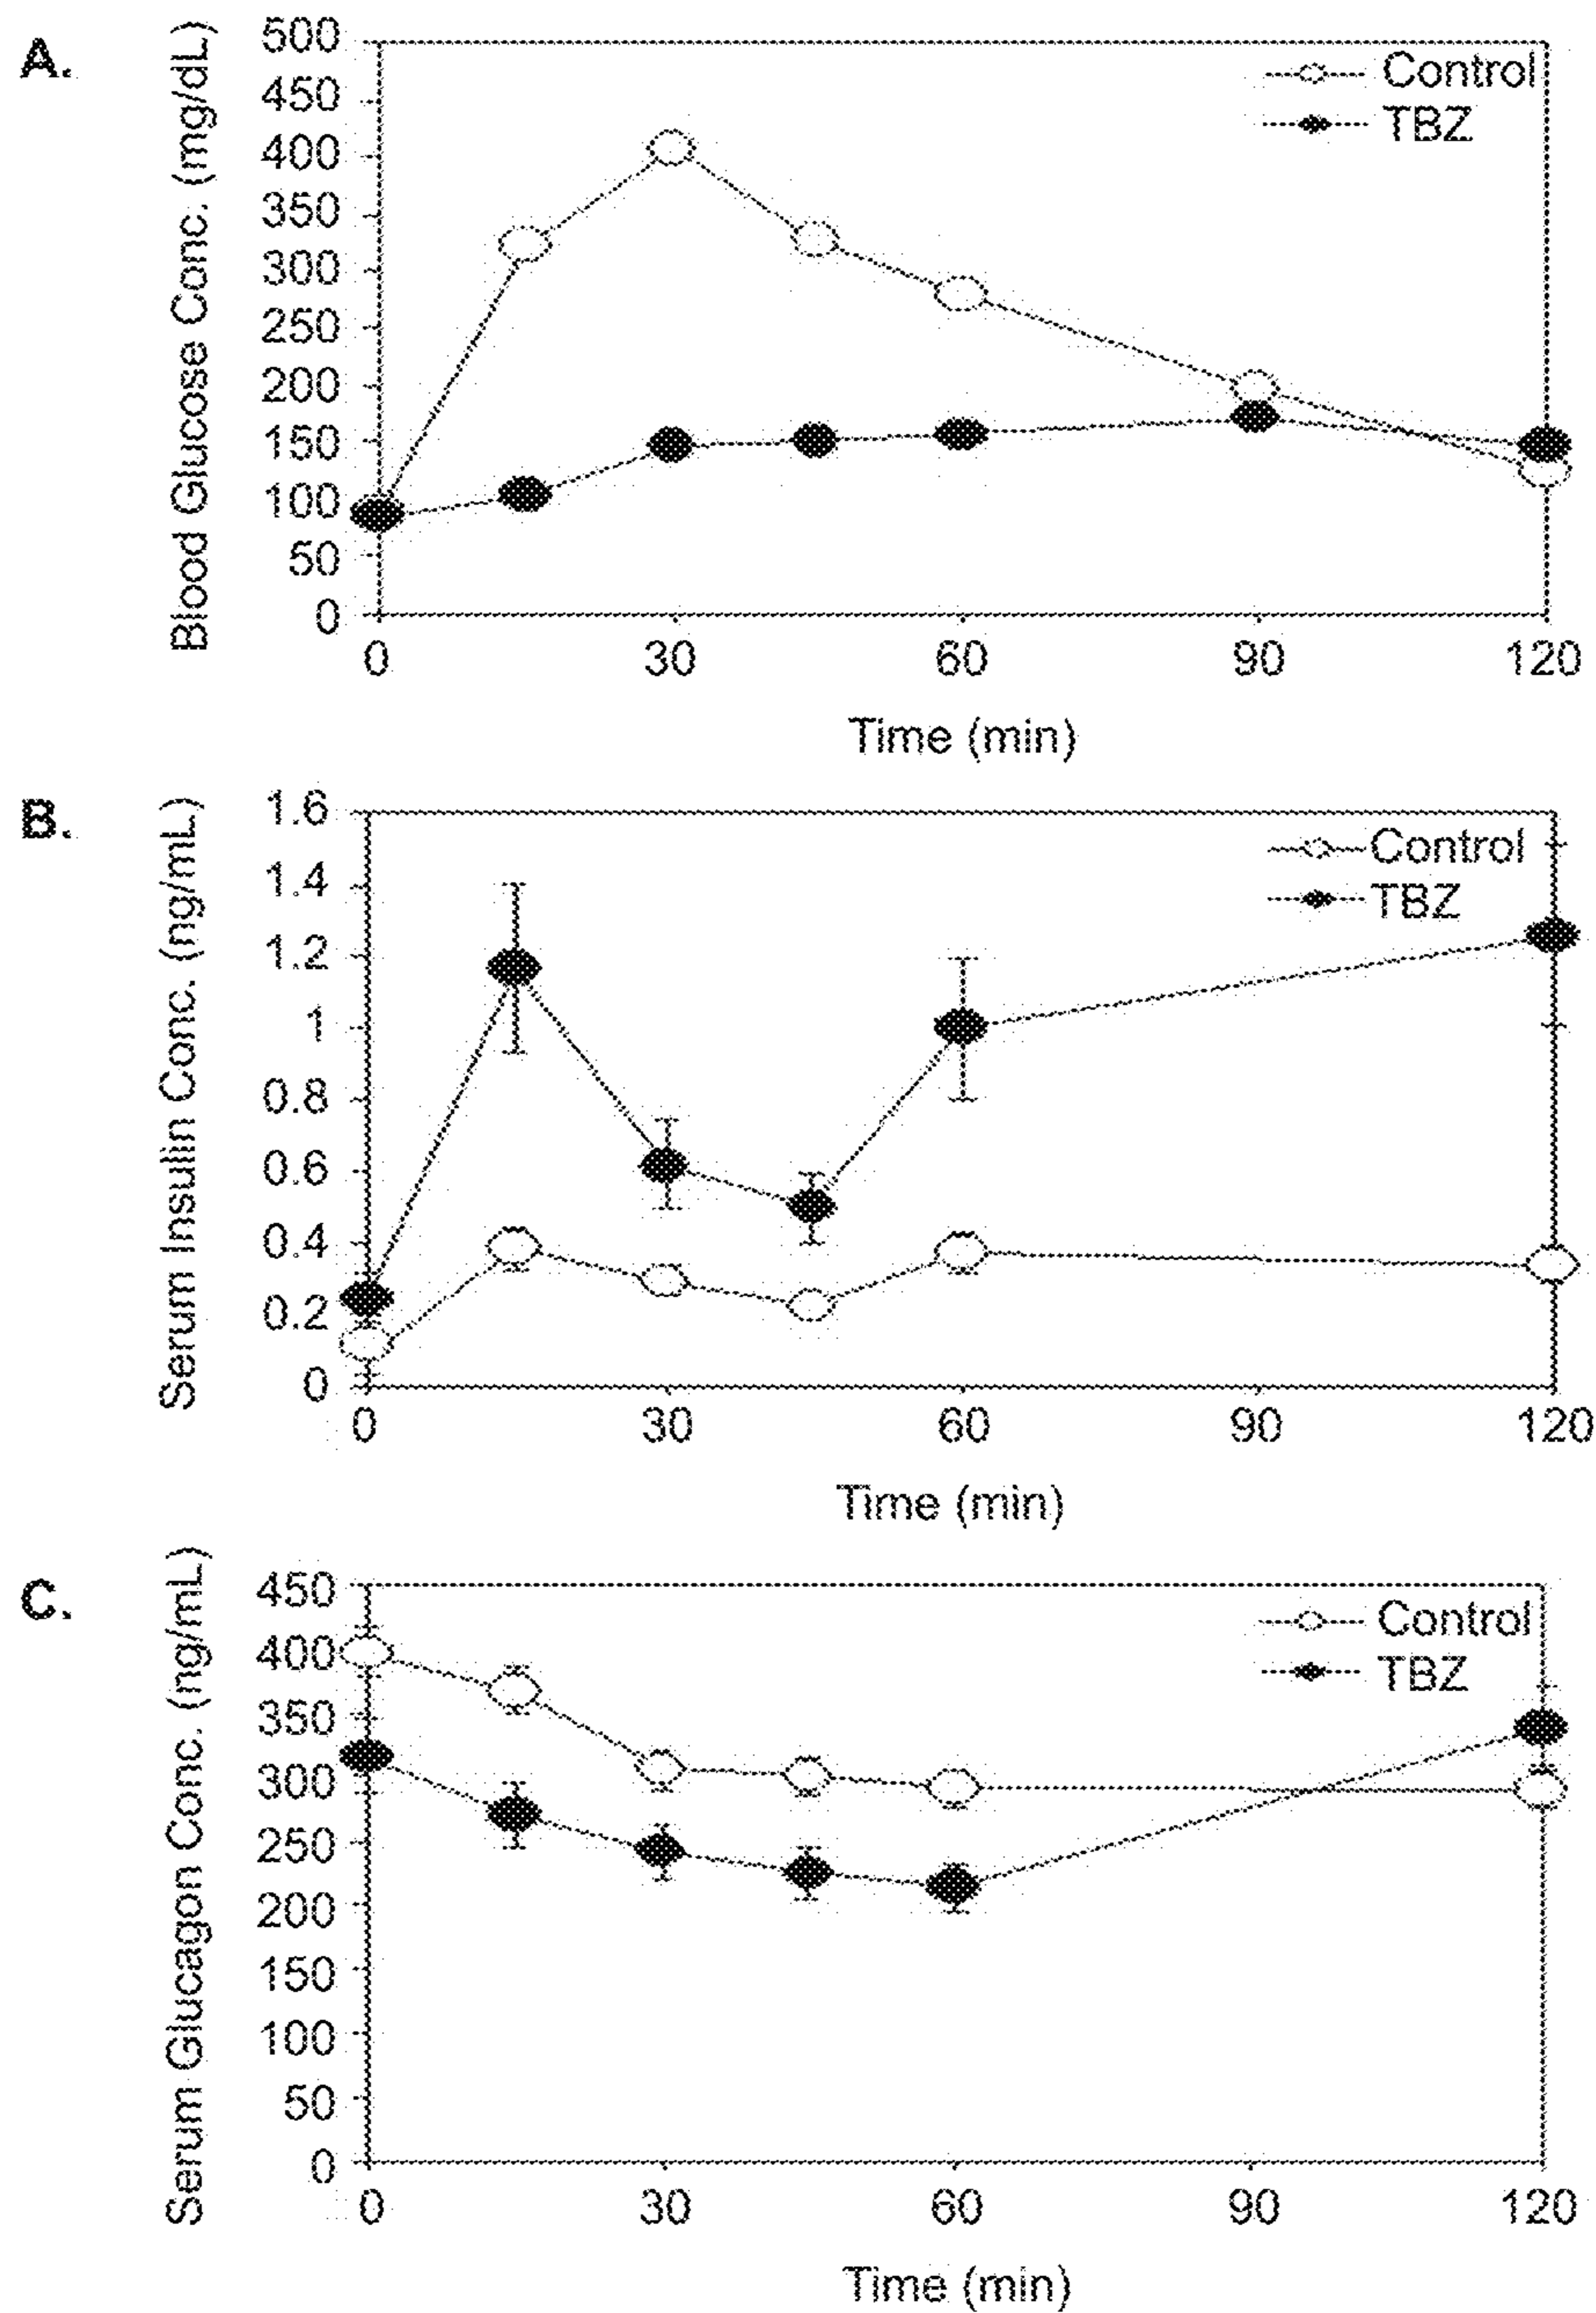 A.
Blood Glucose Conc. (mg/dL)
500
450
400
350
300
250
200
150
100
50
0
Control
TBZ
0 30 60 90 120
Time (min)
B.
Serum Insulin Conc. (ng/mL)
1.6
1.4
1.2
1
0.8
0.6
0.4
0.2
0
Control
TBZ
0 30 60 90 120
Time (min)
C.
Serum Glucagon Conc. (ng/mL)
450
400
350
300
250
200
150
100
50
0
Control
TBZ
0 30 60 90 120
Time (min)